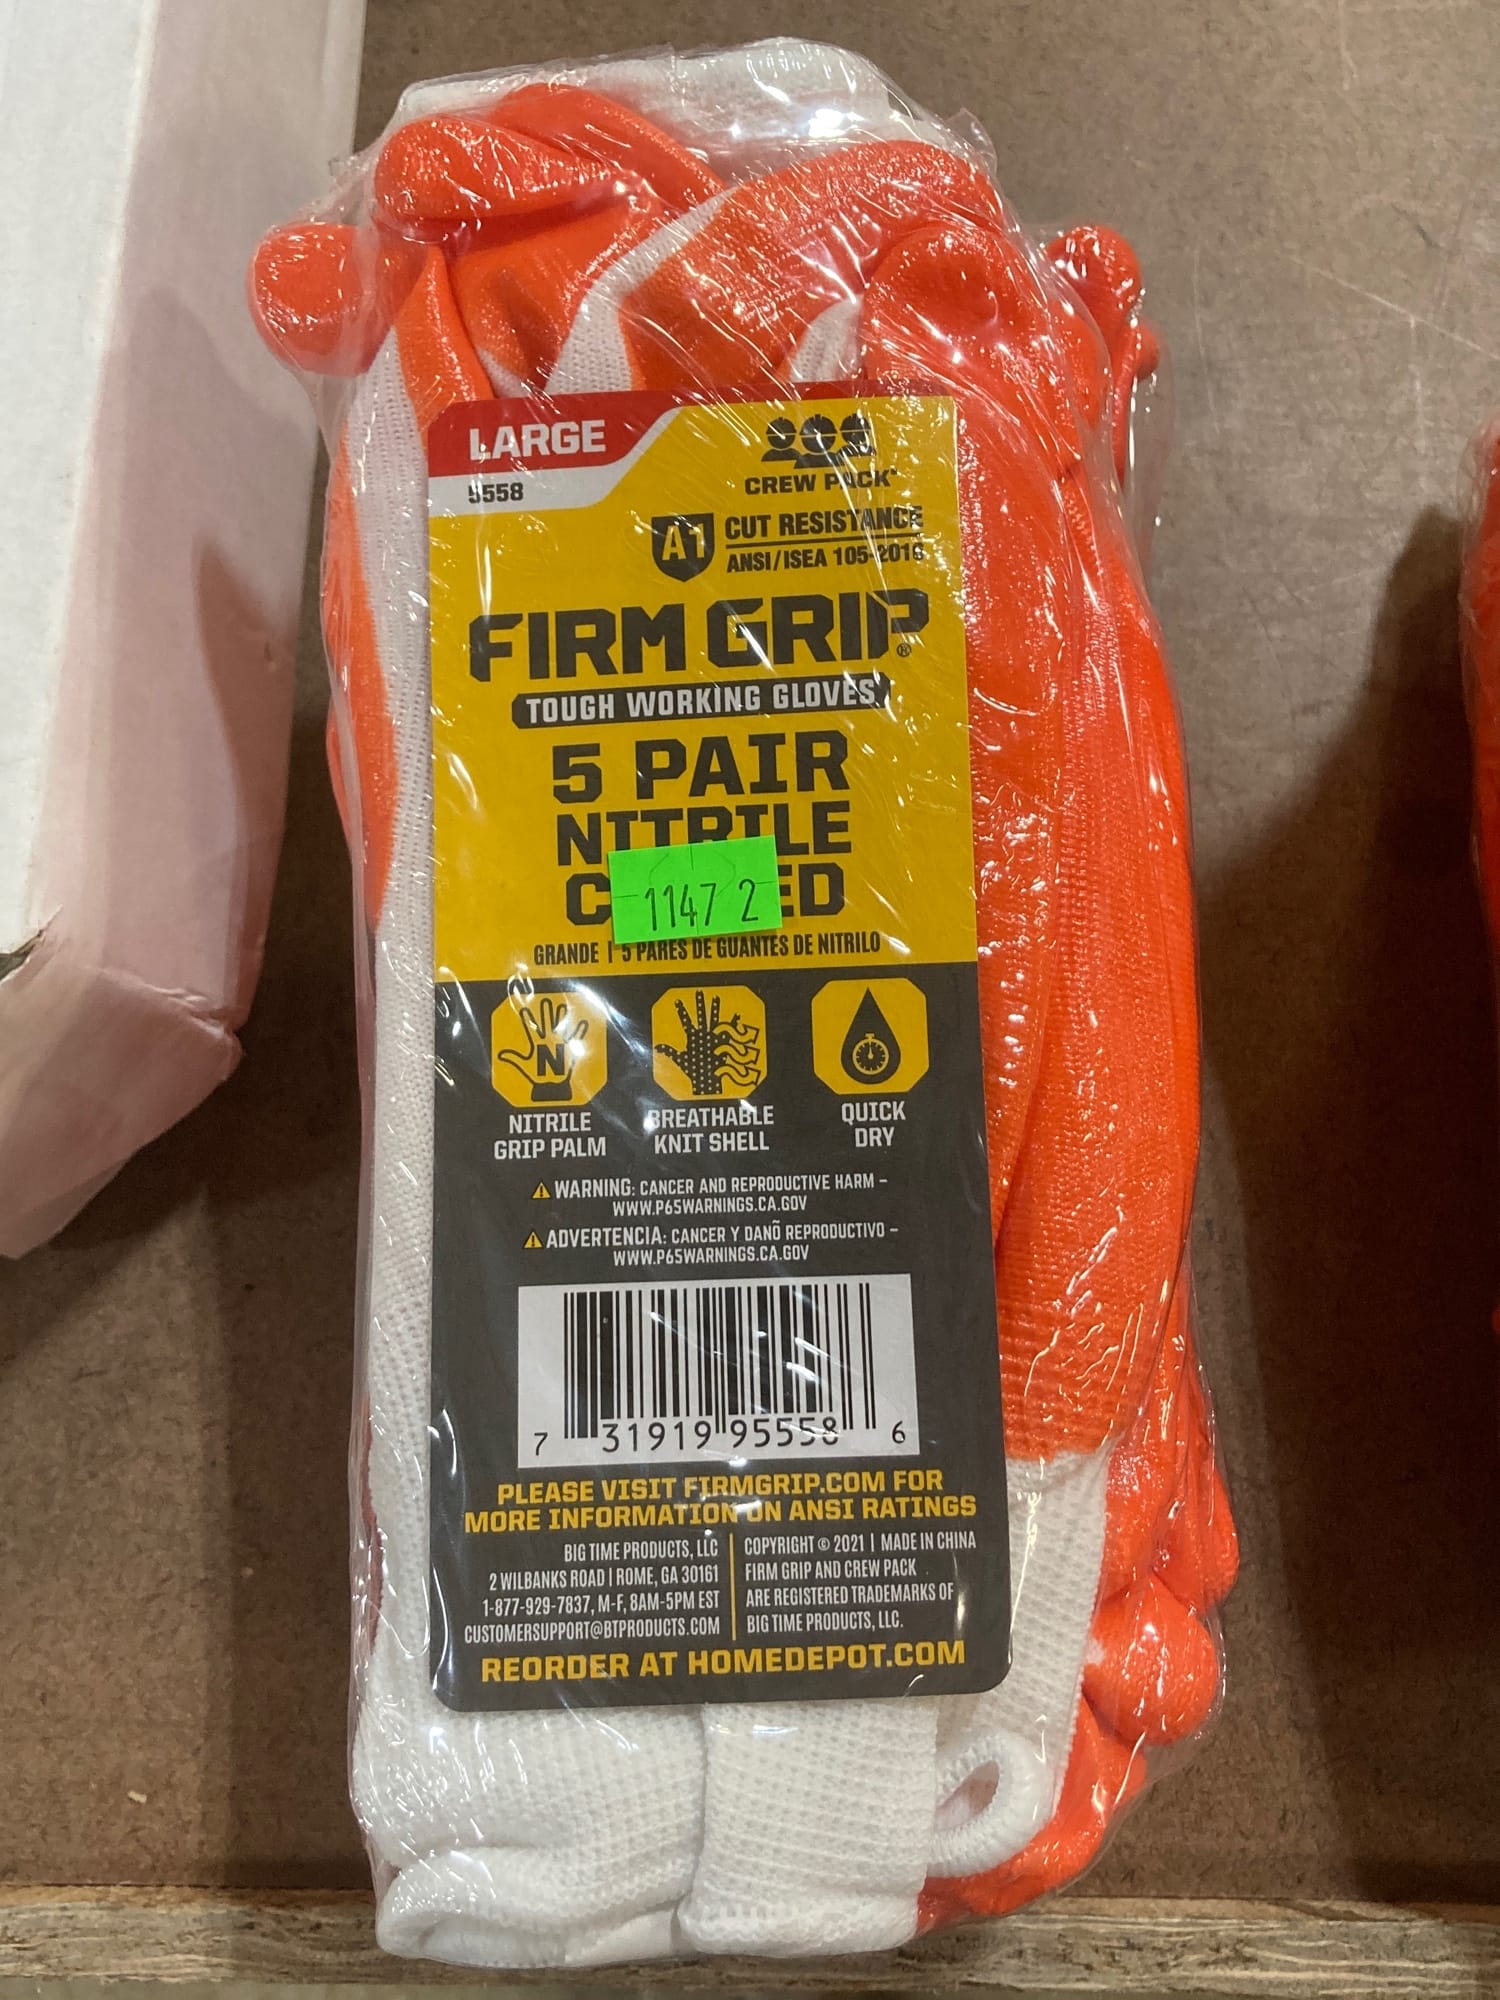 LARGE
5558
CREW PACK
A1
CUT RESISTANCE
ANSI/ISEA 105-2016
FIRM GRIP®
TOUGH WORKING GLOVES
5 PAIR
NITRILE
C ED
1147 2
GRANDE | 5 PARES DE GUANTES DE NITRILO
N
NITRILE
GRIP PALM
BREATHABLE
KNIT SHELL
QUICK
DRY
⚠ WARNING: CANCER AND REPRODUCTIVE HARM –
WWW.P65WARNINGS.CA.GOV
⚠ ADVERTENCIA: CANCER Y DANÕ REPRODUCTIVO –
WWW.P65WARNINGS.CA.GOV
7 31919 95558 6
PLEASE VISIT FIRMGRIP.COM FOR
MORE INFORMATION ON ANSI RATINGS
BIG TIME PRODUCTS, LLC
2 WILBANKS ROAD | ROME, GA 30161
1-877-929-7837, M-F, 8AM-5PM EST
CUSTOMERSUPPORT@BTPRODUCTS.COM
COPYRIGHT © 2021 | MADE IN CHINA
FIRM GRIP AND CREW PACK
ARE REGISTERED TRADEMARKS OF
BIG TIME PRODUCTS, LLC.
REORDER AT HOMEDEPOT.COM